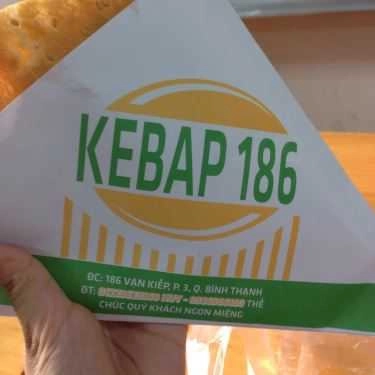 KEBAP 186
ĐC: 186 VẠN KIẾP, P. 3, Q. BÌNH THẠNH
ĐT: THẾ
CHÚC QUÝ KHÁCH NGON MIỆNG